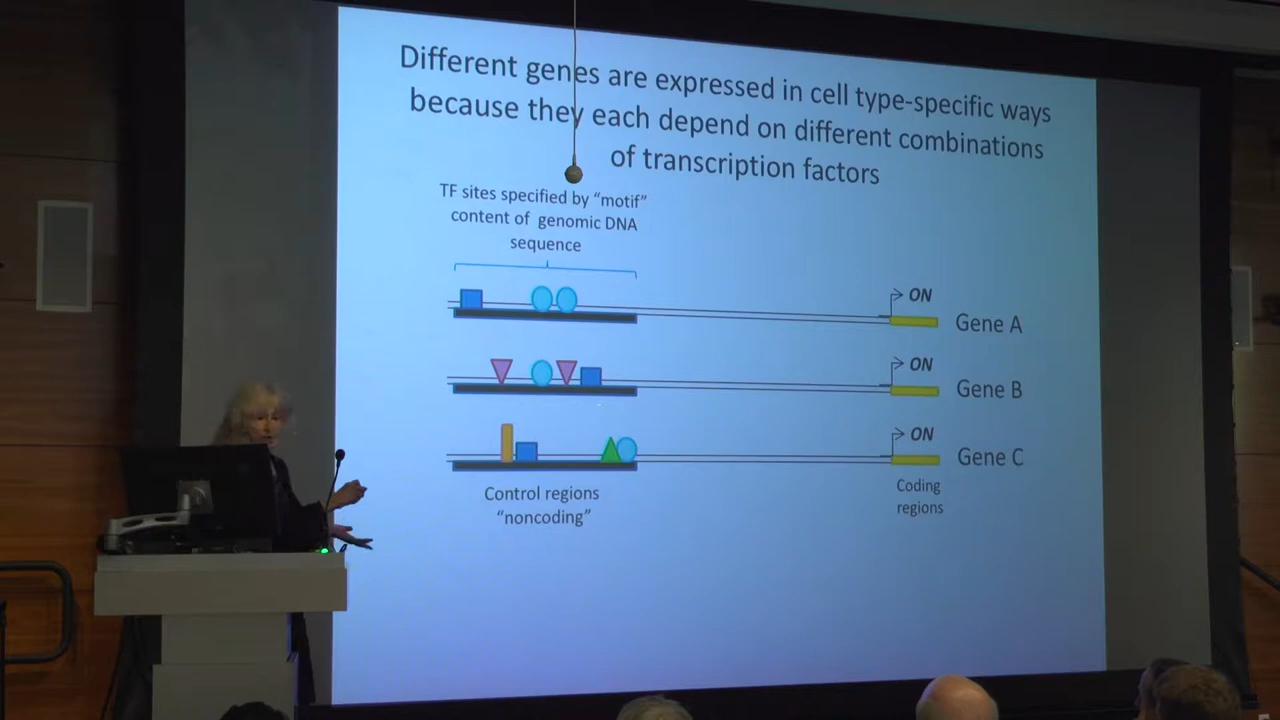 Different genes are expressed in cell type-specific ways
because they each depend on different combinations
of transcription factors
TF sites specified by “motif”
content of genomic DNA
sequence
ON
Gene A
ON
Gene B
ON
Gene C
Control regions
“noncoding”
Coding
regions